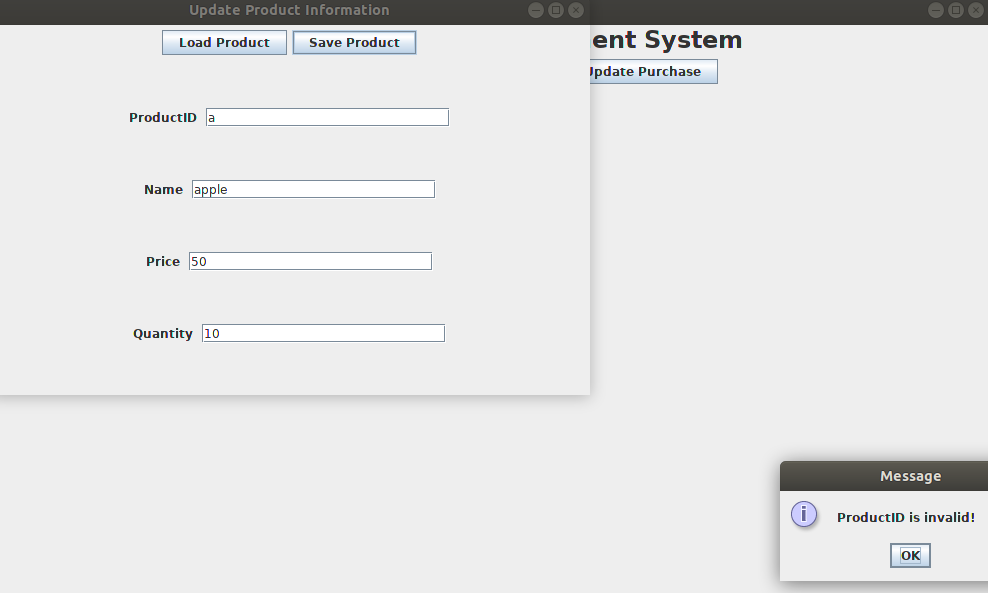 Update Product Information
Load Product
Save Product
ent System
Update Purchase
ProductID a
Name apple
Price 50
Quantity 10
Message
i
ProductID is invalid!
OK